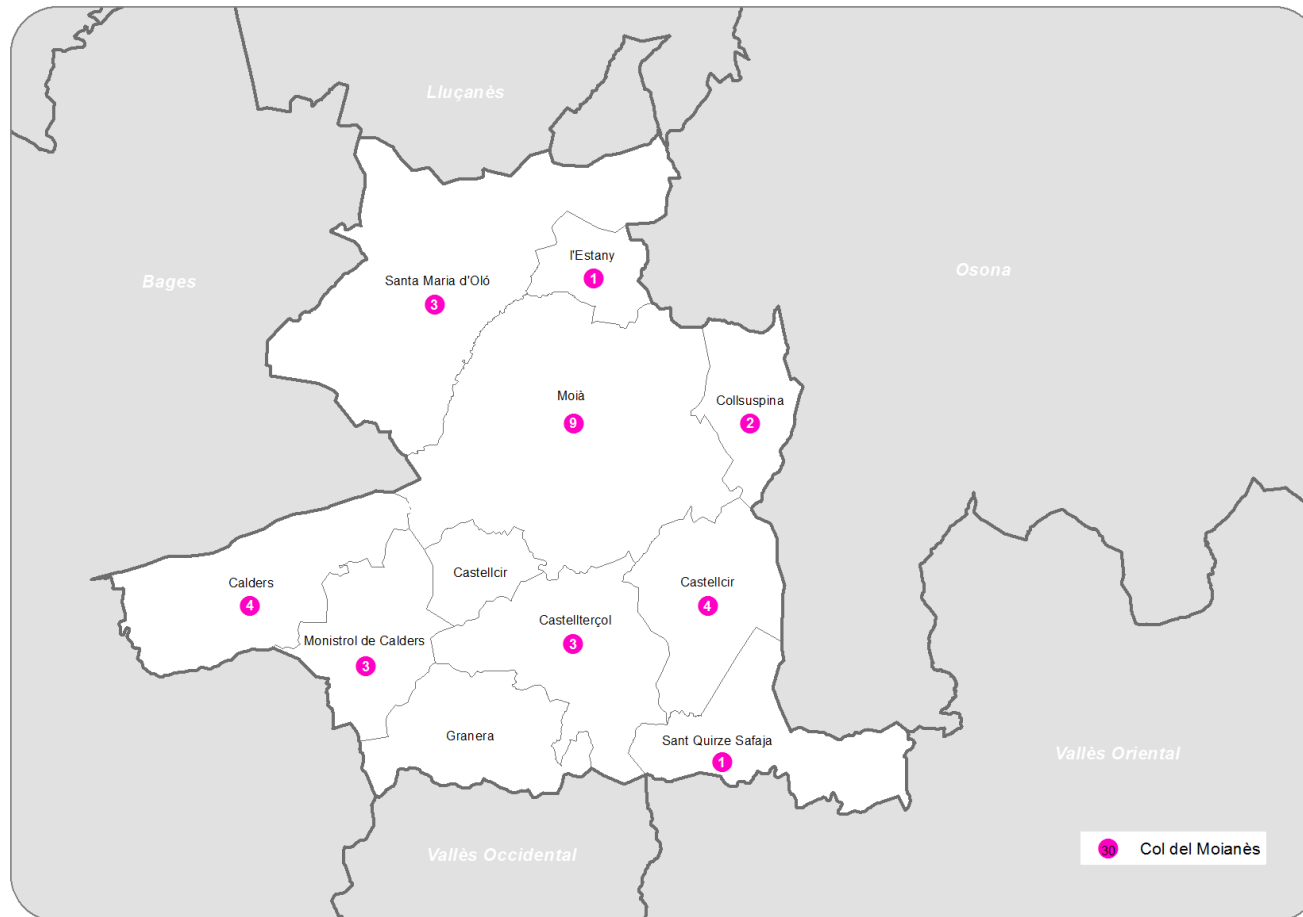 Lluçanès
Bages
Osona
l'Estany
1
Santa Maria d'Oló
3
Moià
9
Collsuspina
2
Castellcir
Calders
4
Castellcir
4
Castellterçol
3
Monistrol de Calders
3
Granera
Sant Quirze Safaja
1
Vallès Oriental
Vallès Occidental
30 Col del Moianès